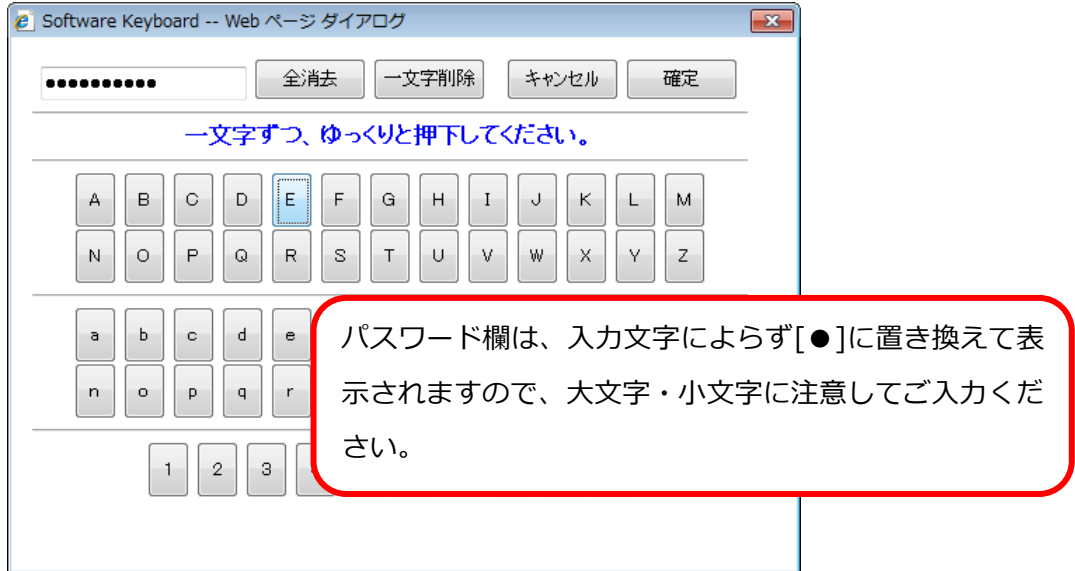 Software Keyboard -- Web ページ ダイアログ
●●●●●●●●●● 全消去 一文字削除 キャンセル 確定
一文字ずつ、ゆっくりと押下してください。
A B C D E F G H I J K L M
N O P Q R S T U V W X Y Z
a b c d e
n o p q r
1 2 3
パスワード欄は、入力文字によらず[●]に置き換えて表
示されますので、大文字・小文字に注意してご入力くだ
さい。